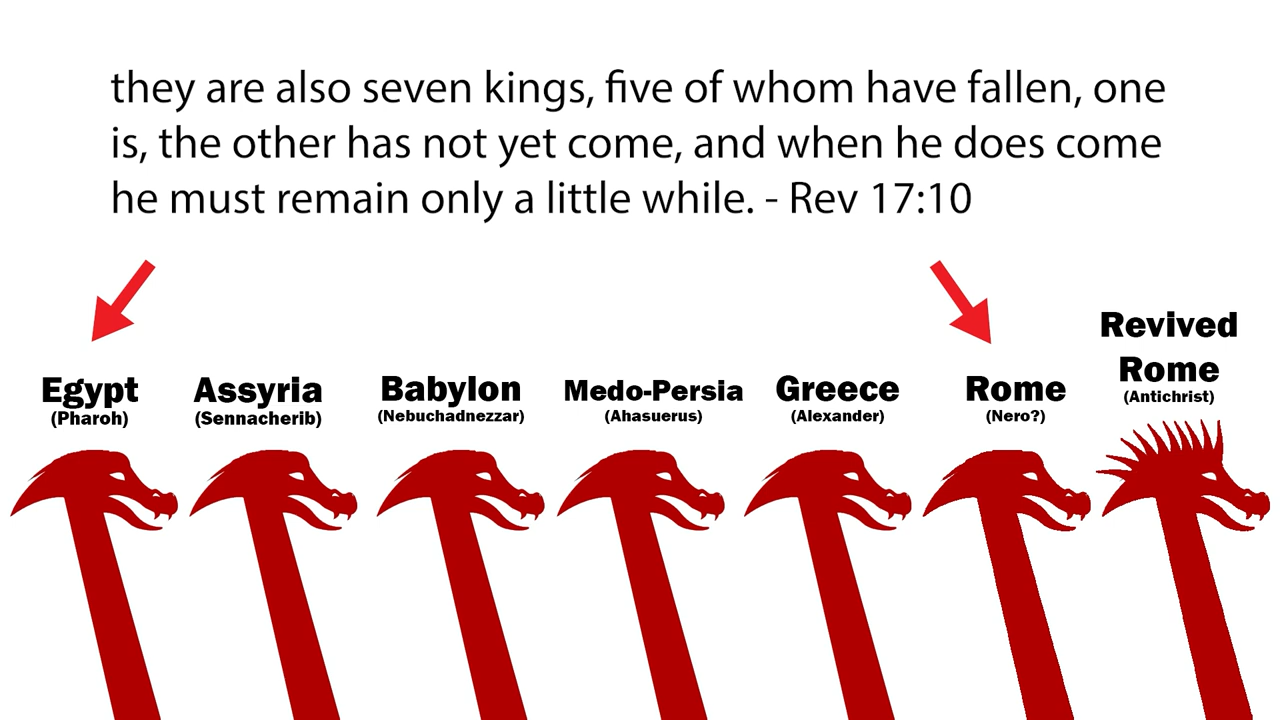 they are also seven kings, five of whom have fallen, one
is, the other has not yet come, and when he does come
he must remain only a little while. - Rev 17:10
Egypt
(Pharoh)
Assyria
(Sennacherib)
Babylon
(Nebuchadnezzar)
Medo-Persia
(Ahasuerus)
Greece
(Alexander)
Rome
(Nero?)
Revived
Rome
(Antichrist)